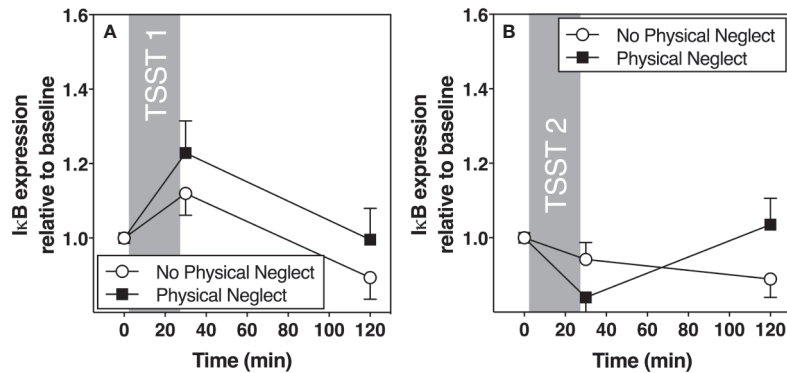 A
TSST 1
1.6
1.4
1.2
1.0
IκB expression
relative to baseline
No Physical Neglect
Physical Neglect
0 20 40 60 80 100 120
Time (min)
B
TSST 2
No Physical Neglect
Physical Neglect
1.6
1.4
1.2
1.0
IκB expression
relative to baseline
0 20 40 60 80 100 120
Time (min)